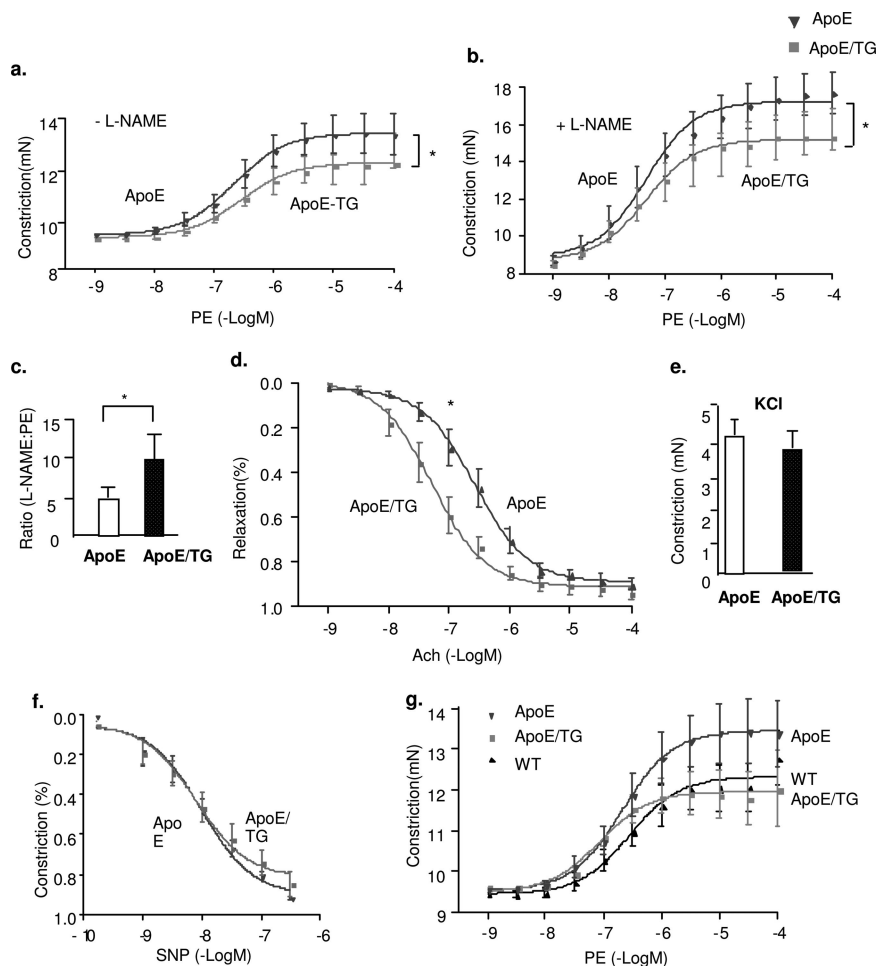 ApoE
ApoE/TG
a.
- L-NAME
14
12
10
8
Constriction(mN)
ApoE
ApoE-TG
*
-9 -8 -7 -6 -5 -4
PE (-LogM)
b.
+ L-NAME
18
16
14
12
10
8
Constriction (mN)
ApoE
ApoE/TG
*
-9 -8 -7 -6 -5 -4
PE (-LogM)
c.
*
15
10
5
0
Ratio (L-NAME:PE)
ApoE ApoE/TG
d.
0.0
0.2
0.4
0.6
0.8
1.0
Relaxation(%)
*
ApoE/TG
ApoE
-9 -8 -7 -6 -5 -4
Ach (-LogM)
e.
KCl
5
4
3
2
1
0
Constriction (mN)
ApoE ApoE/TG
f.
0.0
0.2
0.4
0.6
0.8
1.0
Constriction (%)
Apo
E
ApoE/
TG
- 10 -9 -8 -7 -6
SNP (-LogM)
g.
ApoE
ApoE/TG
WT
14
13
12
11
10
9
Constriction(mN)
ApoE
WT
ApoE/TG
-9 -8 -7 -6 -5 -4
PE (-LogM)